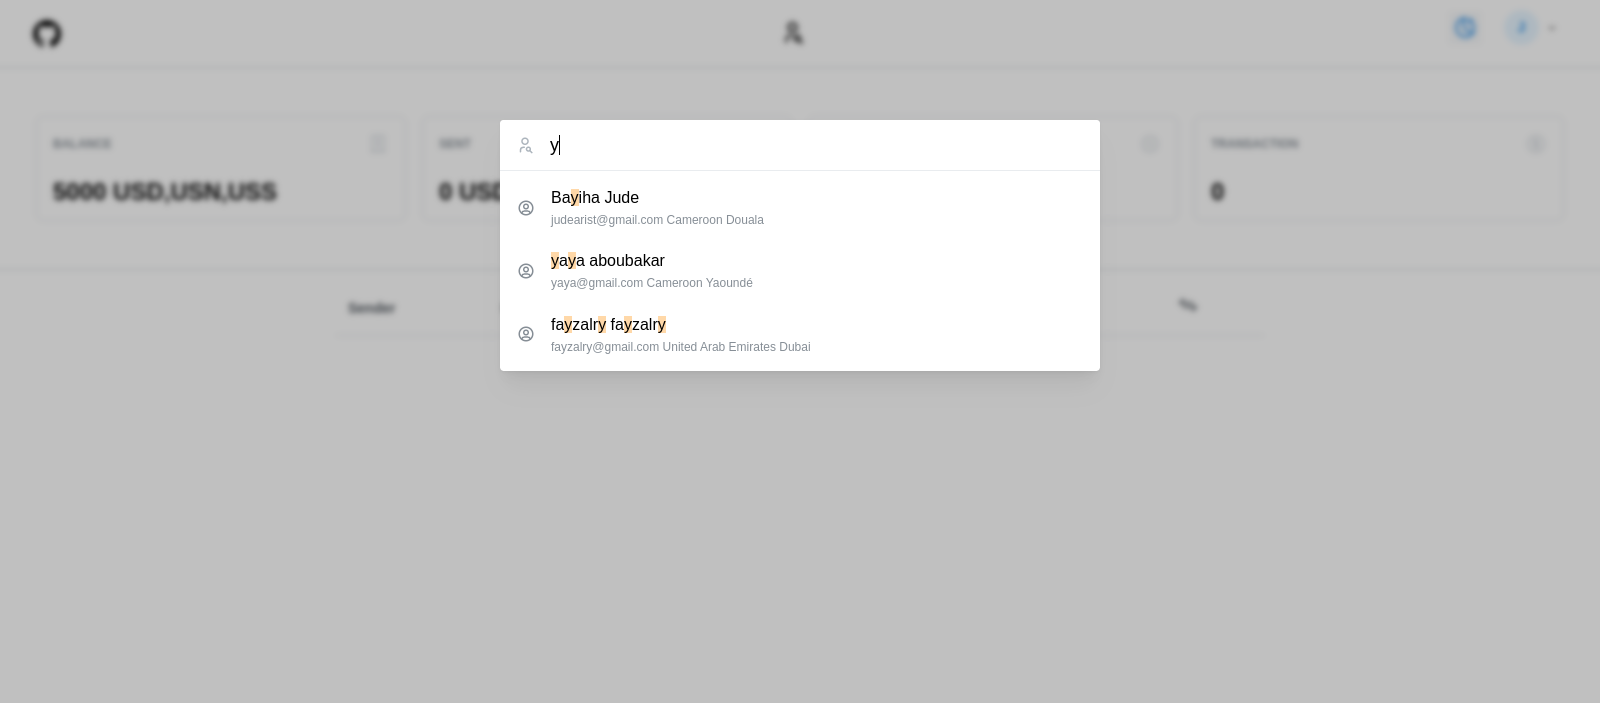 J
BALANCE
SENT
TRANSACTION
5000 USD,USN,USS
0 USD
0
y
Bayiha Jude
judearist@gmail.com Cameroon Douala
yaya aboubakar
yaya@gmail.com Cameroon Yaoundé
fayzalry fayzalry
fayzalry@gmail.com United Arab Emirates Dubai
Sender